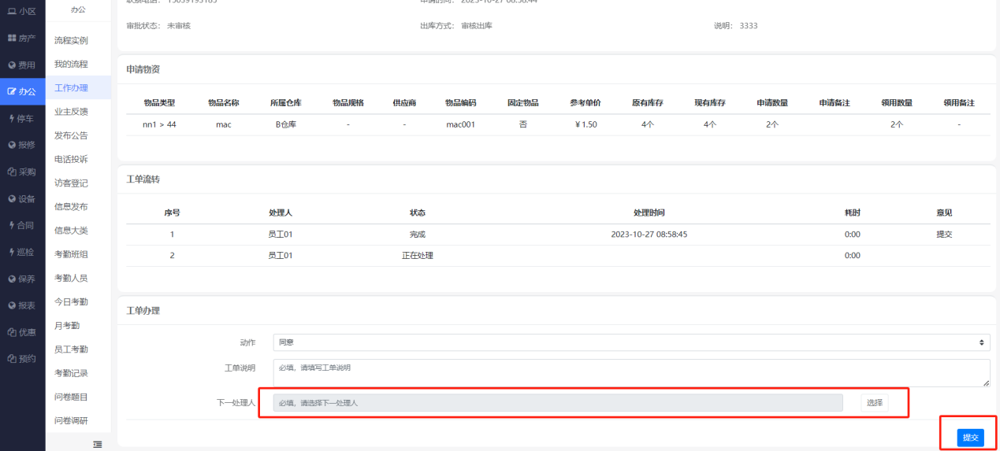 小区
房产
费用
办公
停车
报修
采购
设备
合同
巡检
保养
报表
优惠
预约
办公
流程实例
我的流程
工作办理
业主反馈
发布公告
电话投诉
访客登记
信息发布
信息大类
考勤班组
考勤人员
今日考勤
月考勤
员工考勤
考勤记录
问卷题目
问卷调研
审批状态: 未审核 出库方式: 审核出库 说明: 3333
申请物资
物品类型 物品名称 所属仓库 物品规格 供应商 物品编码 固定物品 参考单价 原有库存 现有库存 申请数量 申请备注 领用数量 领用备注
nn1 > 44 mac B仓库 - - mac001 否 ¥1.50 4个 4个 2个 2个 -
工单流转
序号 处理人 状态 处理时间 耗时 意见
1 员工01 完成 2023-10-27 08:58:45 0:00 提交
2 员工01 正在处理 0:00
工单办理
动作 同意
工单说明 必填，请填写工单说明
下一处理人 必填，请选择下一处理人 选择
提交